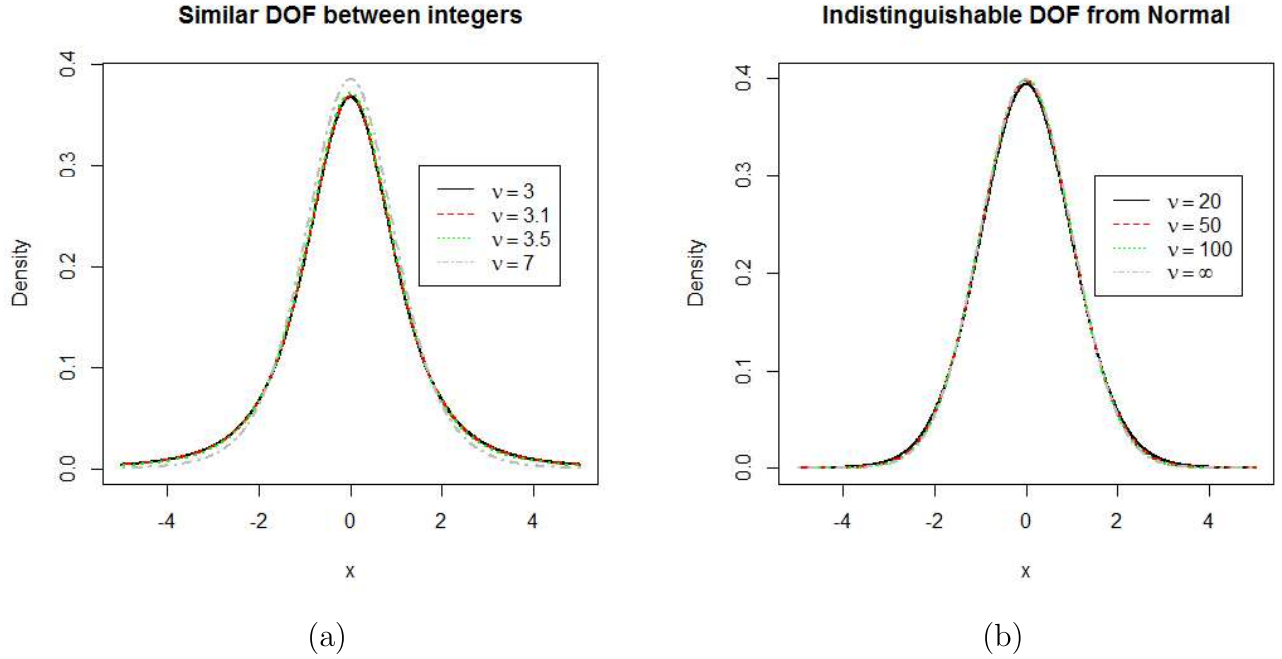 Similar DOF between integers
Density
0.0
0.1
0.2
0.3
0.4
ν = 3
ν = 3.1
ν = 3.5
ν = 7
-4
-2
0
2
4
x
(a)
Indistinguishable DOF from Normal
Density
0.0
0.1
0.2
0.3
0.4
ν = 20
ν = 50
ν = 100
ν = ∞
-4
-2
0
2
4
x
(b)